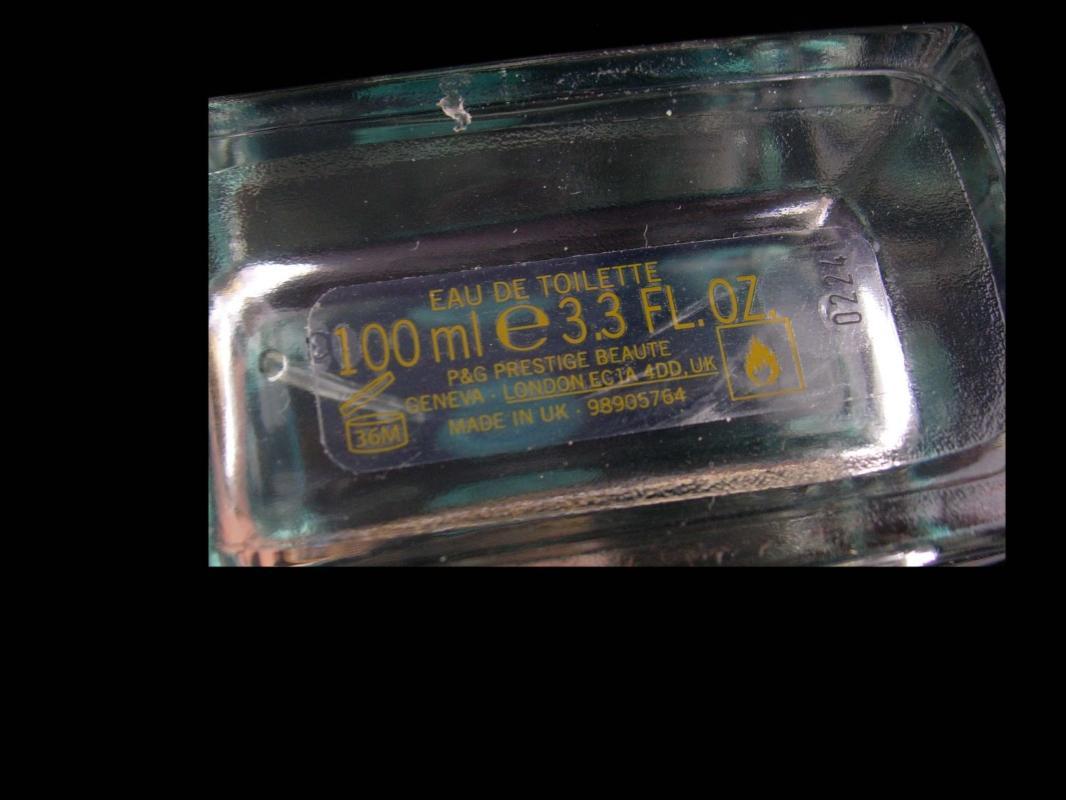 EAU DE TOILETTE
100 ml e 3.3 FL. OZ.
P&G PRESTIGE BEAUTE
GENEVA · LONDON EC1A 4DD, UK
MADE IN UK · 98905764
36M
0224